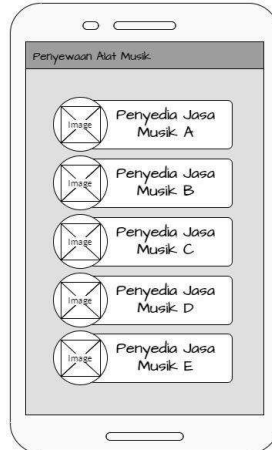 Penyewaan Alat Musik
Image
Penyedia Jasa
Musik A
Image
Penyedia Jasa
Musik B
Image
Penyedia Jasa
Musik C
Image
Penyedia Jasa
Musik D
Image
Penyedia Jasa
Musik E